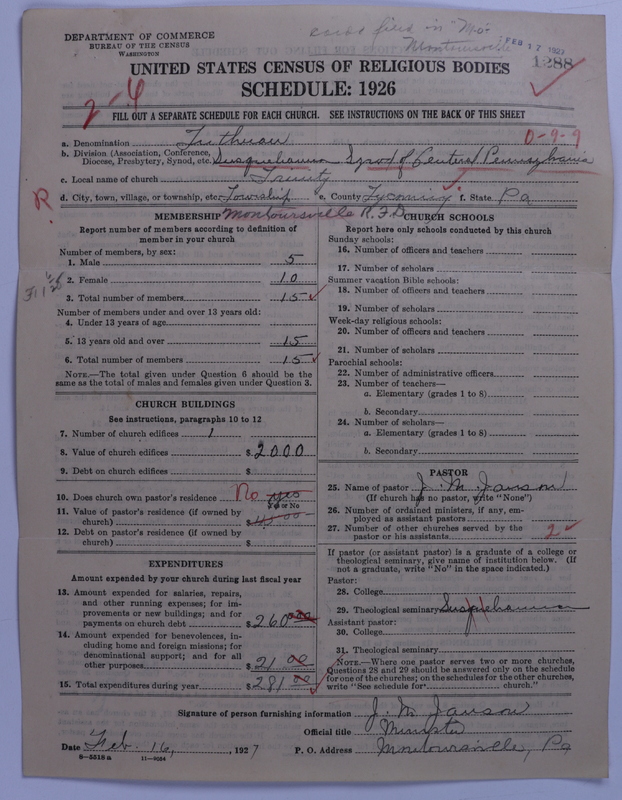 DEPARTMENT OF COMMERCE
BUREAU OF THE CENSUS
WASHINGTON
card filed in "Mo."
Montoursville
FEB 17 1927
1288
UNITED STATES CENSUS OF RELIGIOUS BODIES
SCHEDULE: 1926
2-4
FILL OUT A SEPARATE SCHEDULE FOR EACH CHURCH. SEE INSTRUCTIONS ON THE BACK OF THIS SHEET
0-9-9
a. Denomination Lutheran
b. Division (Association, Conference, Diocese, Presbytery, Synod, etc. Susquehanna Synod of Central Pennsylvania
c. Local name of church Trinity
R
d. City, town, village, or township, etc. Township e. County Lycoming f. State Pa
Montoursville R.F.D.
MEMBERSHIP
Report number of members according to definition of member in your church
Number of members, by sex:
1. Male 5
2. Female 10
3. Total number of members 15
Number of members under and over 13 years old:
4. Under 13 years of age
5. 13 years old and over 15
6. Total number of members 15
NOTE.—The total given under Question 6 should be the same as the total of males and females given under Question 3.
CHURCH BUILDINGS
See instructions, paragraphs 10 to 12
7. Number of church edifices 1
8. Value of church edifices $2000
9. Debt on church edifices $
10. Does church own pastor's residence No yes
Yes or No
11. Value of pastor's residence (if owned by church) $
12. Debt on pastor's residence (if owned by church) $
EXPENDITURES
Amount expended by your church during last fiscal year
13. Amount expended for salaries, repairs, and other running expenses; for improvements or new buildings; and for payments on church debt $260 00
14. Amount expended for benevolences, including home and foreign missions; for denominational support; and for all other purposes $21 00
15. Total expenditures during year $281 00
CHURCH SCHOOLS
Report here only schools conducted by this church
Sunday schools:
16. Number of officers and teachers
17. Number of scholars
Summer vacation Bible schools:
18. Number of officers and teachers
19. Number of scholars
Week-day religious schools:
20. Number of officers and teachers
21. Number of scholars
Parochial schools:
22. Number of administrative officers
23. Number of teachers—
a. Elementary (grades 1 to 8)
b. Secondary
24. Number of scholars—
a. Elementary (grades 1 to 8)
b. Secondary
PASTOR
25. Name of pastor J. M. Janson
(If church has no pastor, write "None")
26. Number of ordained ministers, if any, employed as assistant pastors
27. Number of other churches served by the pastor or his assistants 2
If pastor (or assistant pastor) is a graduate of a college or theological seminary, give name of institution below. (If not a graduate, write "No" in the space indicated.)
Pastor:
28. College
29. Theological seminary Susquehanna
Assistant pastor:
30. College
31. Theological seminary
NOTE.—Where one pastor serves two or more churches, Questions 28 and 29 should be answered only on the schedule for one of the churches; on the schedules for the other churches, write "See schedule for church."
Signature of person furnishing information J. M. Janson
Official title Minister
Date Feb. 16, 1927 P. O. Address Montoursville, Pa
8—5518a 11—9034